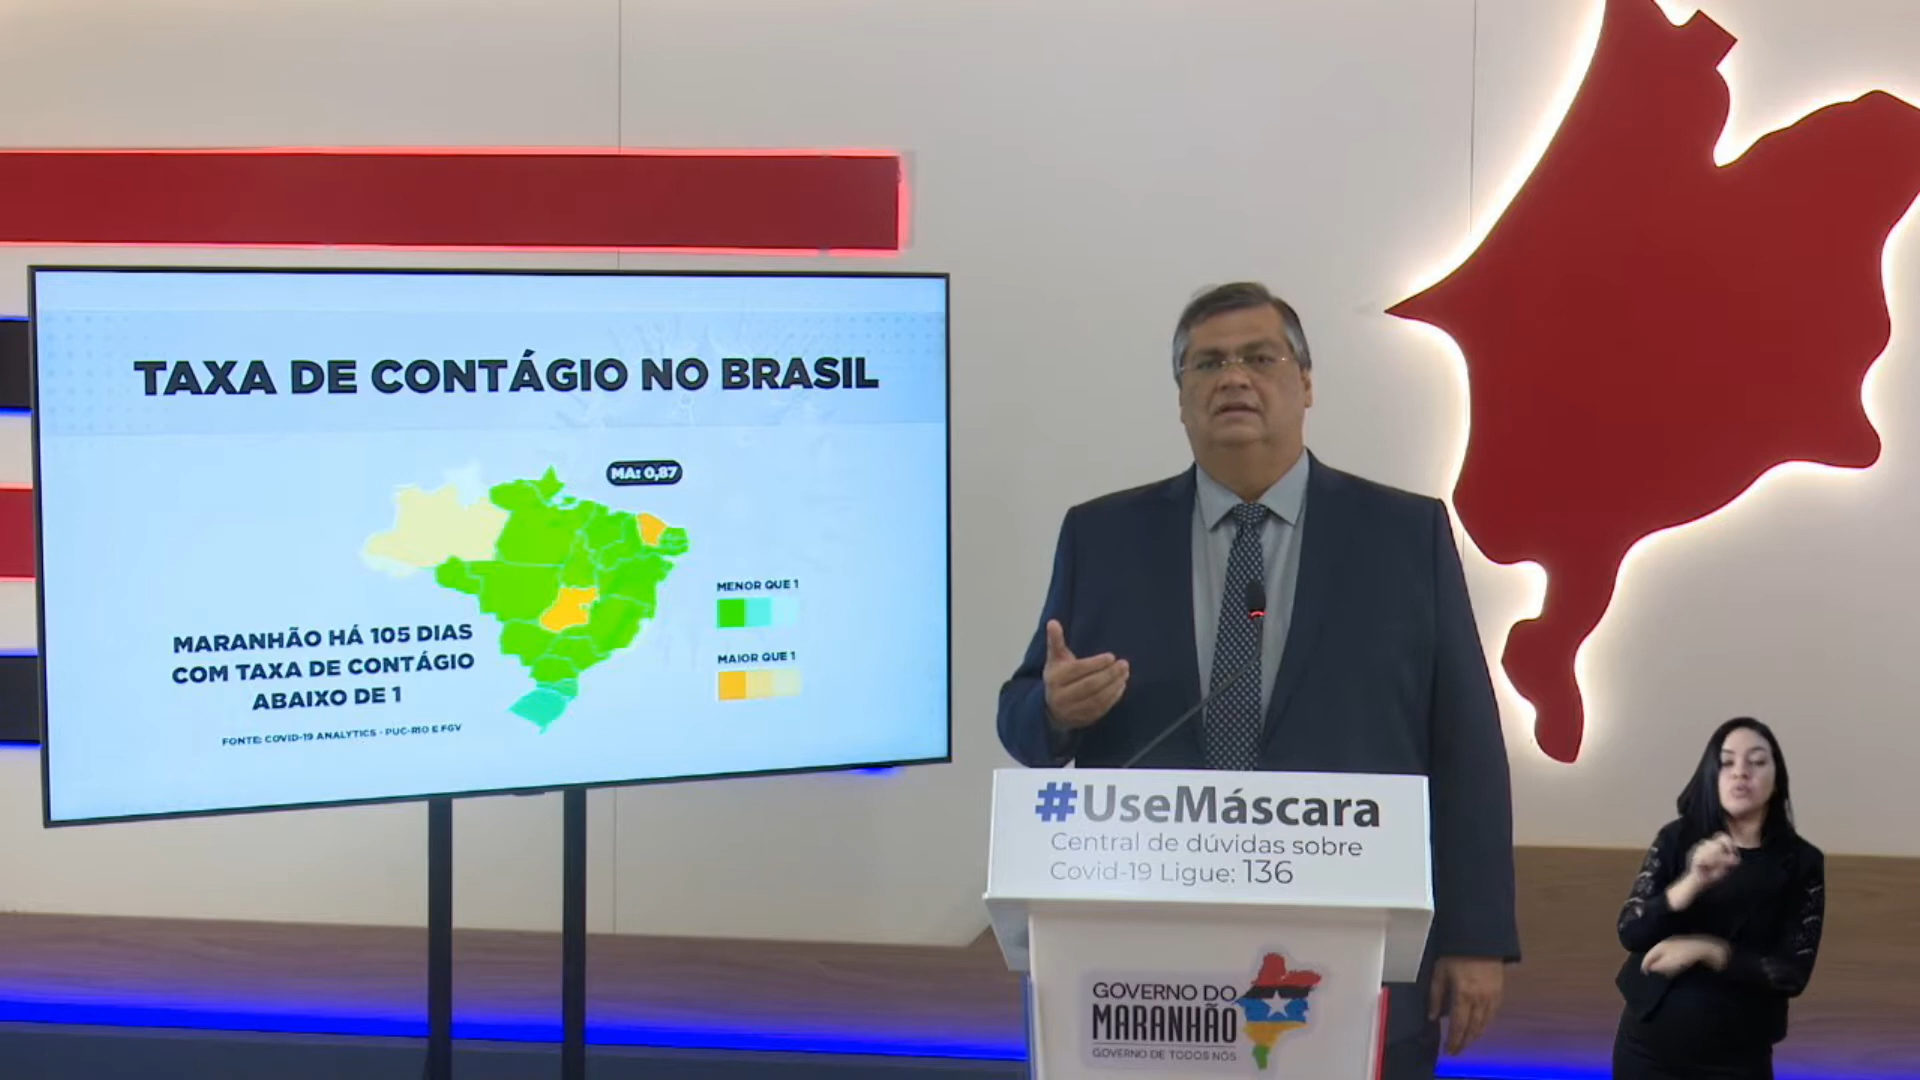 TAXA DE CONTÁGIO NO BRASIL
MA: 0,87
MENOR QUE 1
MAIOR QUE 1
MARANHÃO HÁ 105 DIAS
COM TAXA DE CONTÁGIO
ABAIXO DE 1
FONTE: COVID-19 ANALYTICS - PUC-RIO E FGV
#UseMáscara
Central de dúvidas sobre
Covid-19 Ligue: 136
GOVERNO DO
MARANHÃO
GOVERNO DE TODOS NÓS